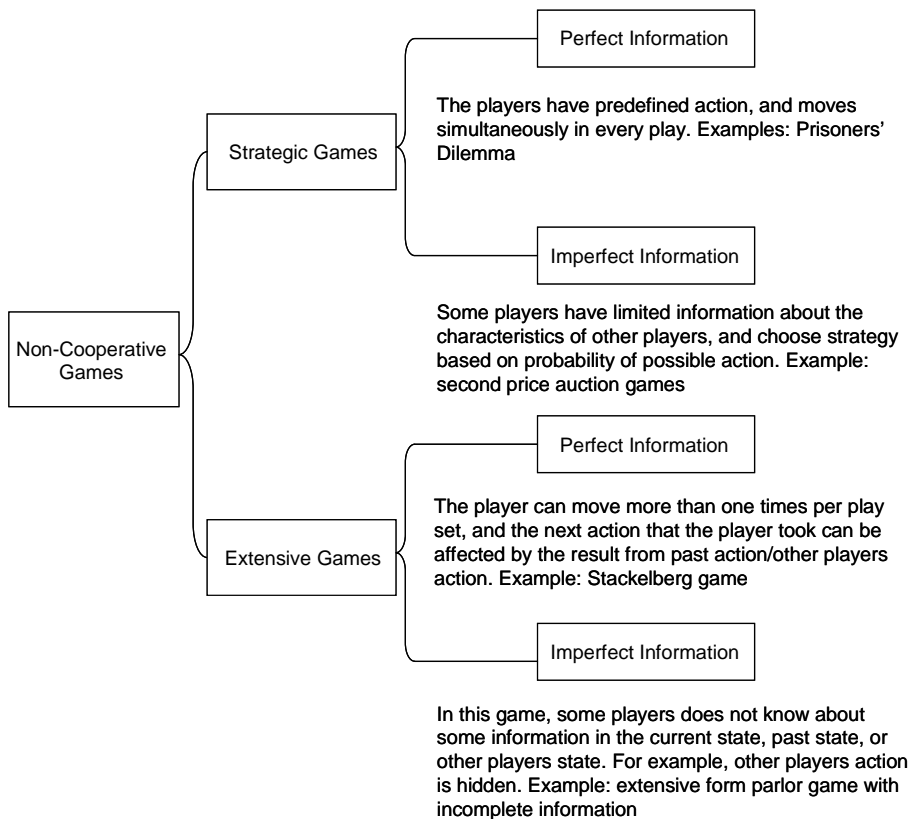 Perfect Information
The players have predefined action, and moves
simultaneously in every play. Examples: Prisoners'
Dilemma
Strategic Games
Imperfect Information
Some players have limited information about the
characteristics of other players, and choose strategy
based on probability of possible action. Example:
second price auction games
Non-Cooperative
Games
Perfect Information
The player can move more than one times per play
set, and the next action that the player took can be
affected by the result from past action/other players
action. Example: Stackelberg game
Extensive Games
Imperfect Information
In this game, some players does not know about
some information in the current state, past state, or
other players state. For example, other players action
is hidden. Example: extensive form parlor game with
incomplete information